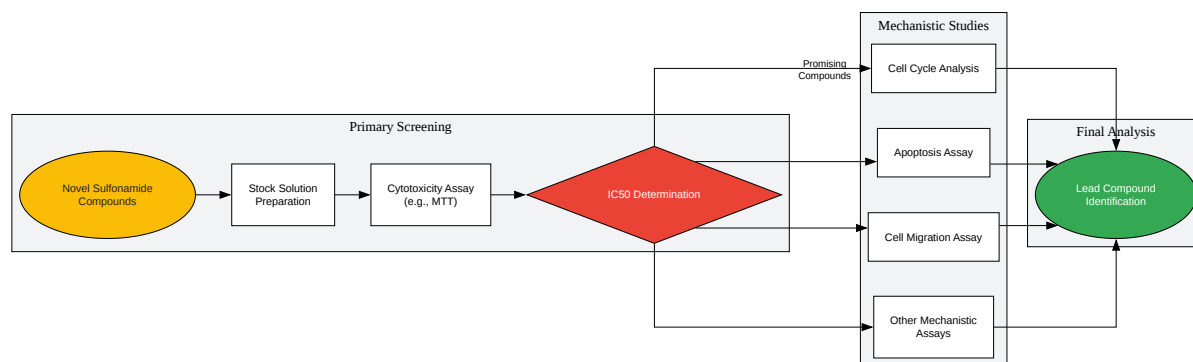 Mechanistic Studies
Promising
Compounds
Cell Cycle Analysis
Primary Screening
Final Analysis
Novel Sulfonamide
Compounds
Stock Solution
Preparation
Cytotoxicity Assay
(e.g., MTT)
IC50 Determination
Apoptosis Assay
Lead Compound
Identification
Cell Migration Assay
Other Mechanistic
Assays